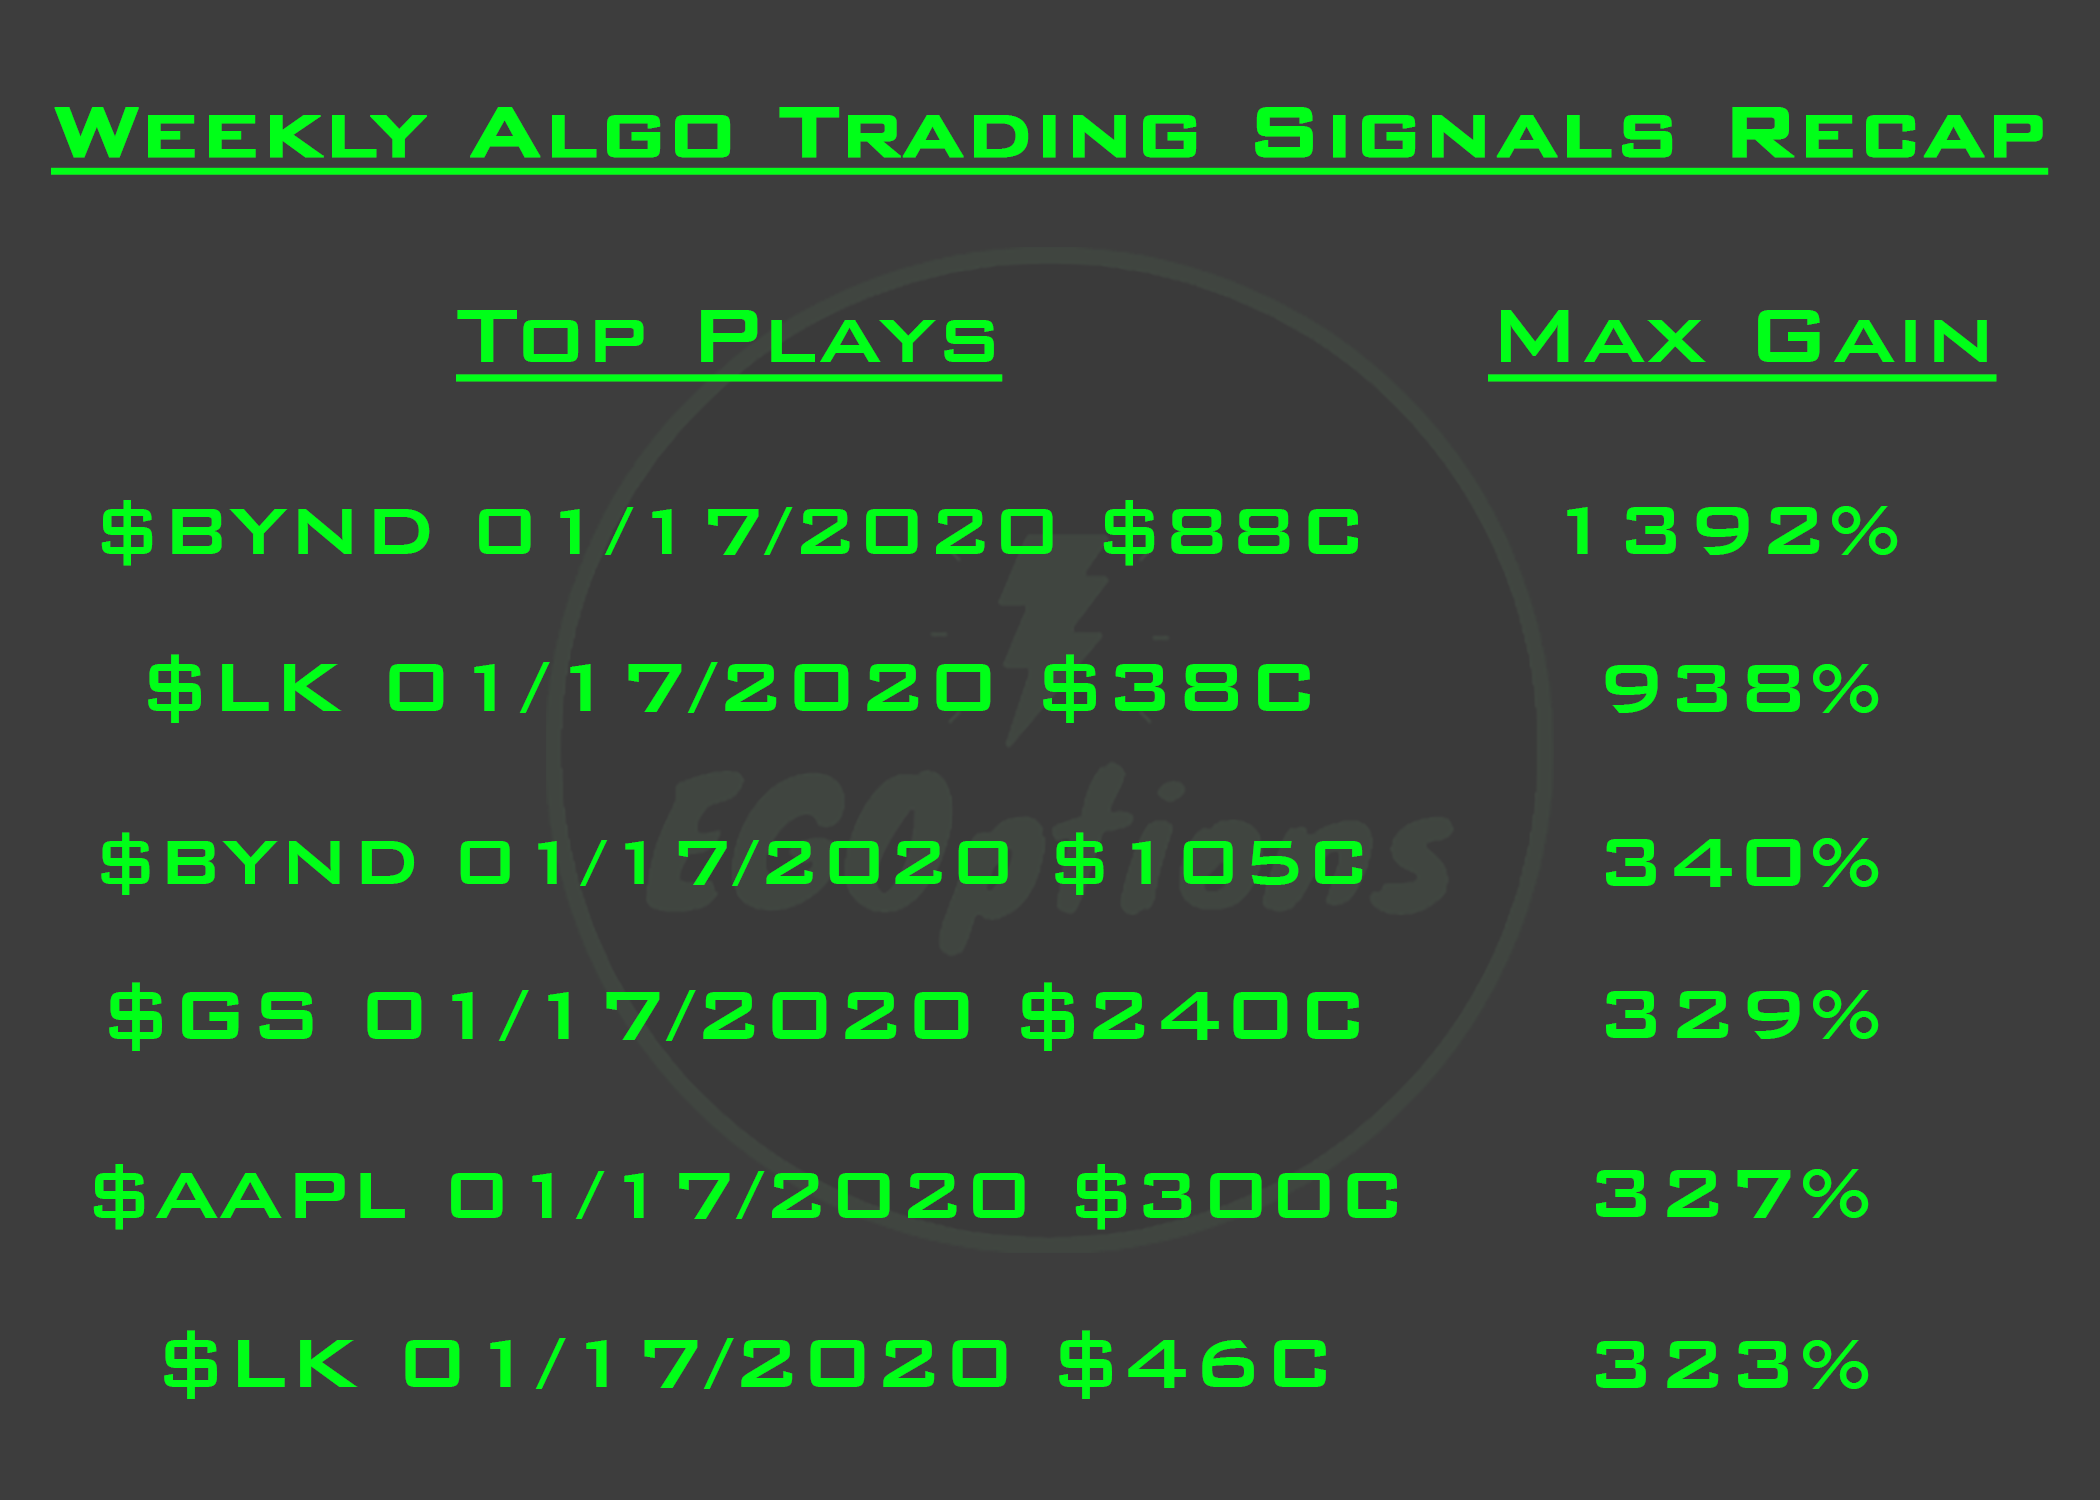 Weekly Algo Trading Signals Recap
Top Plays Max Gain
$BYND 01/17/2020 $88C 1392%
$LK 01/17/2020 $38C 938%
$BYND 01/17/2020 $105C 340%
$GS 01/17/2020 $240C 329%
$AAPL 01/17/2020 $300C 327%
$LK 01/17/2020 $46C 323%
EGOptions